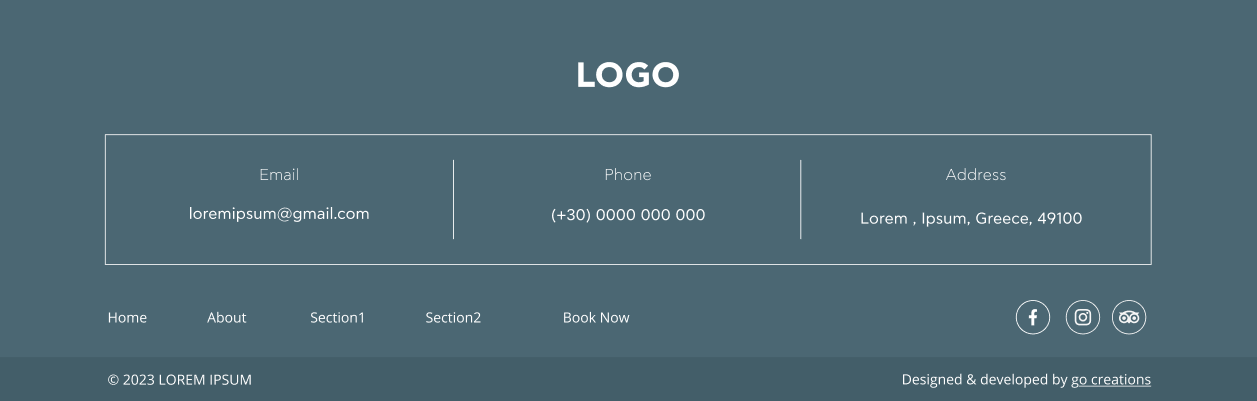 LOGO
Email
Phone
Address
loremipsum@gmail.com
(+30) 0000 000 000
Lorem , Ipsum, Greece, 49100
Home About Section1 Section2 Book Now
© 2023 LOREM IPSUM
Designed & developed by go creations